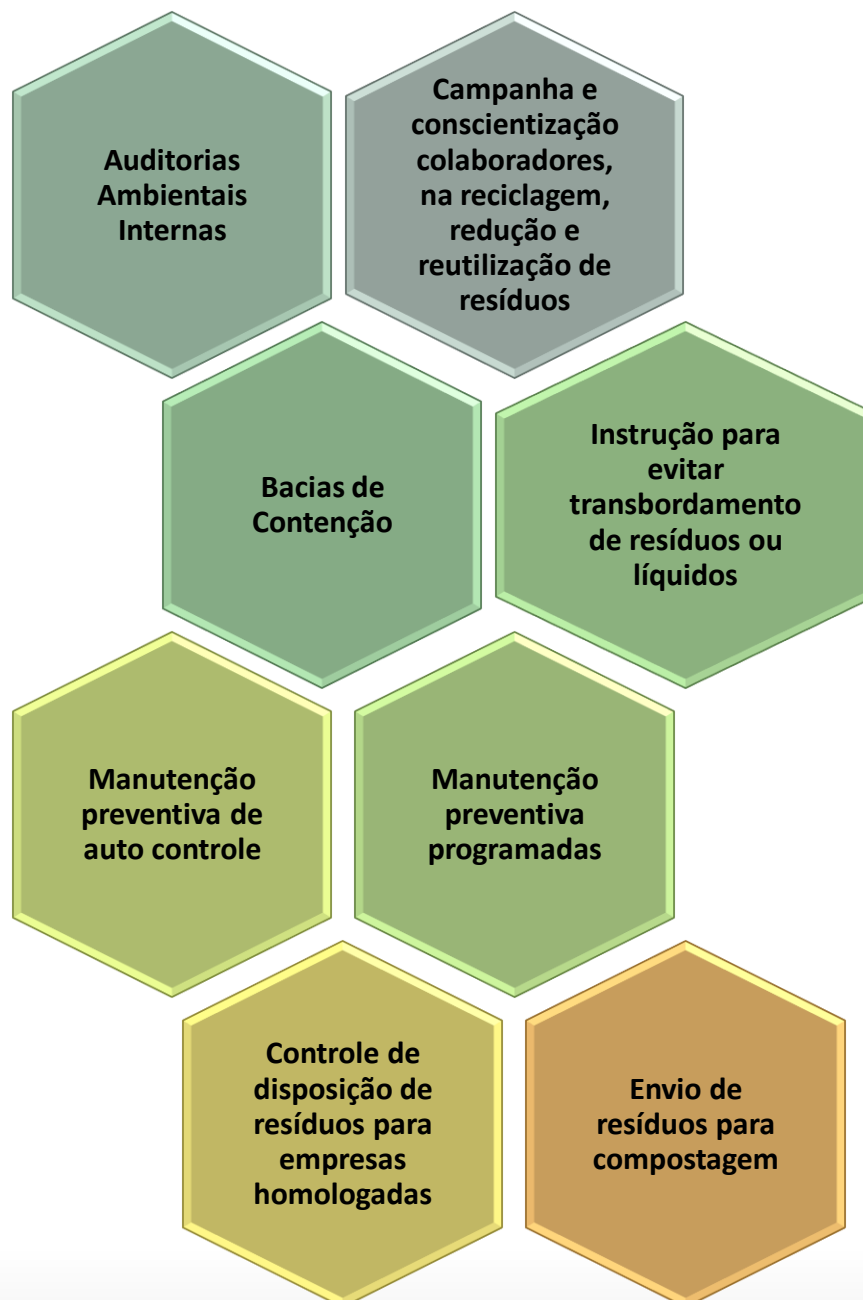 Auditorias
Ambientais
Internas
Campanha e
conscientização
colaboradores,
na reciclagem,
redução e
reutilização de
resíduos
Bacias de
Contenção
Instrução para
evitar
transbordamento
de resíduos ou
líquidos
Manutenção
preventiva de
auto controle
Manutenção
preventiva
programadas
Controle de
disposição de
resíduos para
empresas
homologadas
Envio de
resíduos para
compostagem